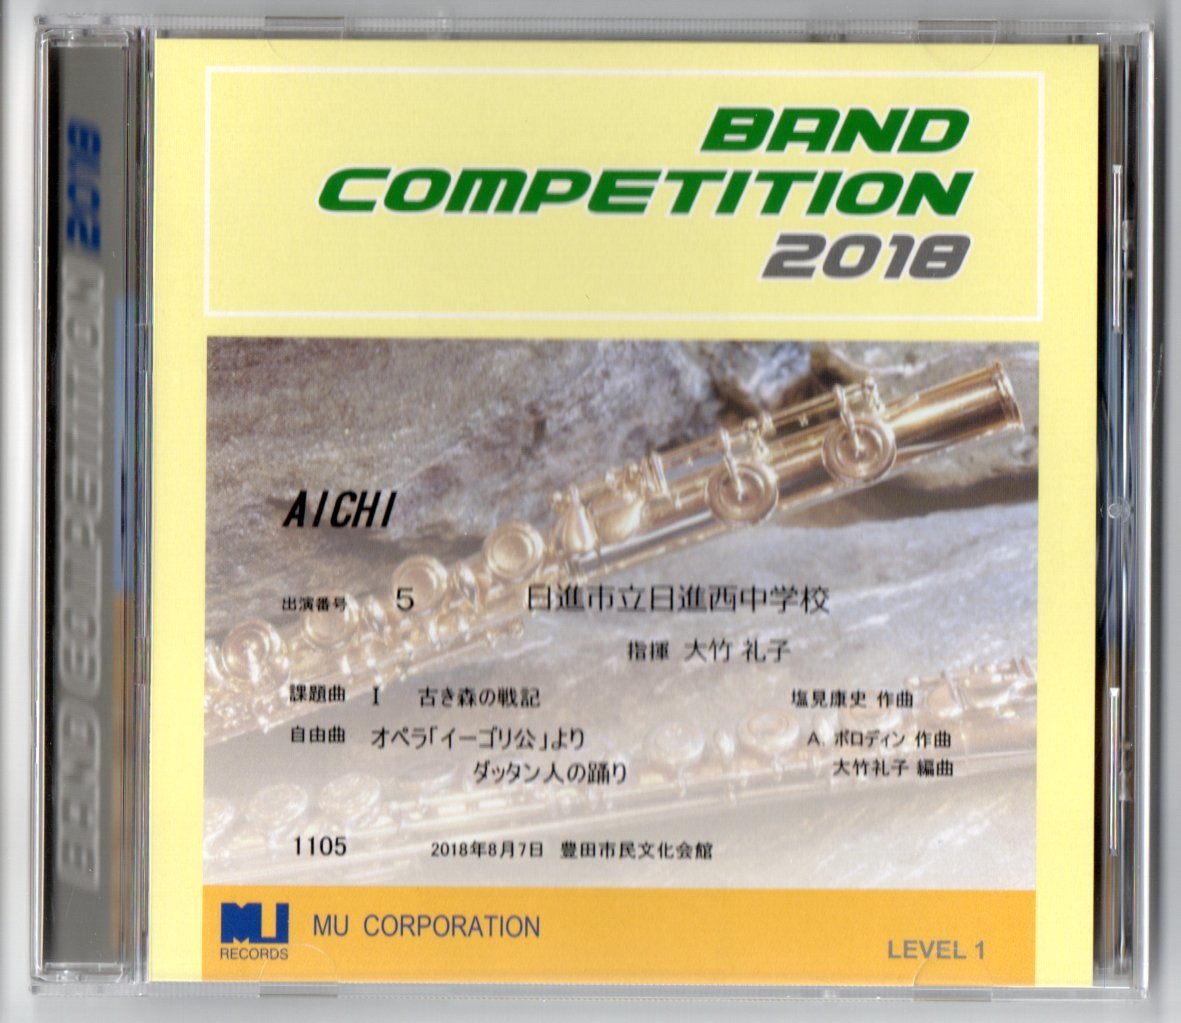 BAND
COMPETITION
2018
BAND COMPETITION 2018
AICHI
出演番号 5 日進市立日進西中学校
指揮 大竹 礼子
課題曲 I 古き森の戦記 塩見康史 作曲
自由曲 オペラ「イーゴリ公」より A. ボロディン 作曲
ダッタン人の踊り 大竹礼子 編曲
1105 2018年8月7日 豊田市民文化会館
MU RECORDS
MU CORPORATION
LEVEL 1